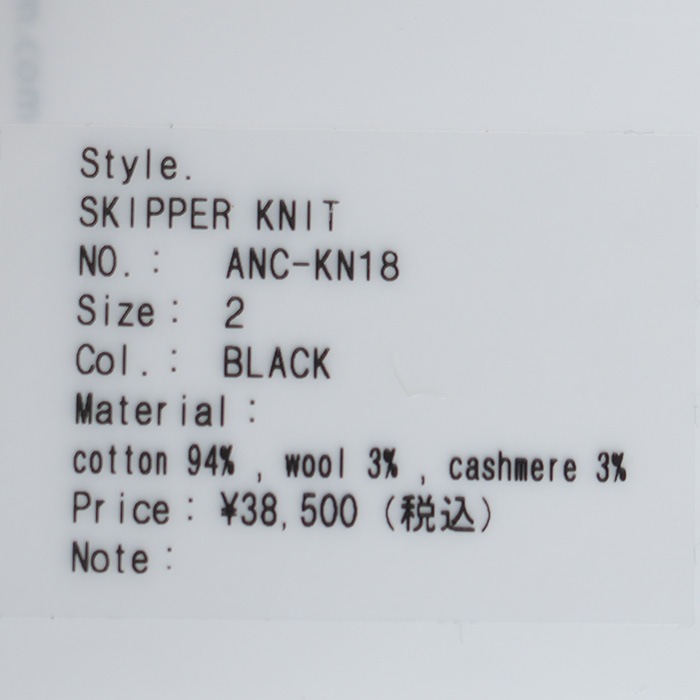 m.com
Style.
SKIPPER KNIT
NO.: ANC-KN18
Size: 2
Col.: BLACK
Material:
cotton 94% , wool 3% , cashmere 3%
Price: ¥38,500 (税込)
Note: